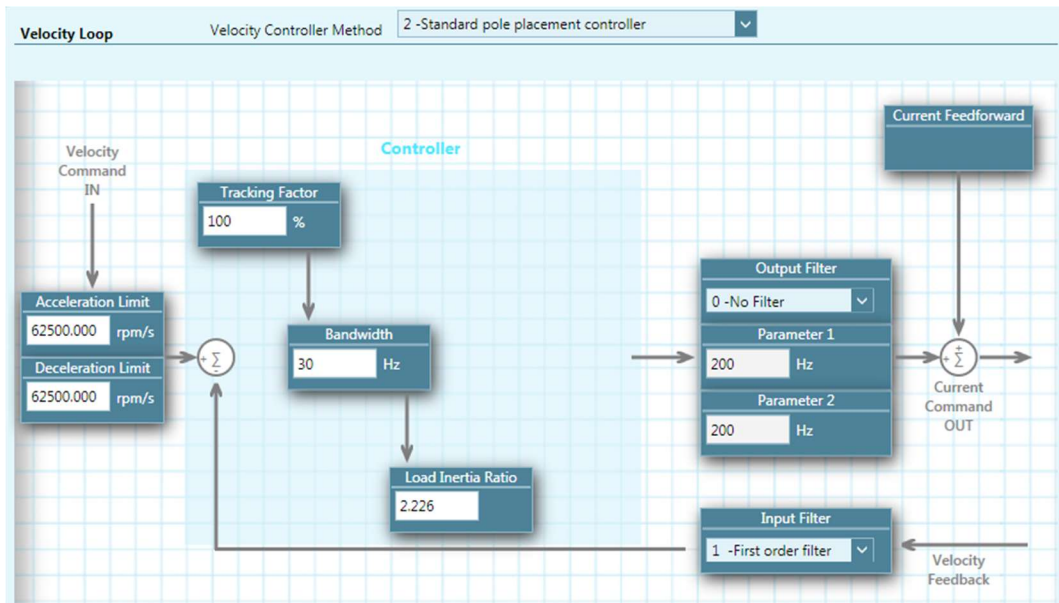 Velocity Loop
Velocity Controller Method
2 -Standard pole placement controller
Current Feedforward
Controller
Velocity
Command
IN
Tracking Factor
100 %
Output Filter
0 -No Filter
Acceleration Limit
62500.000 rpm/s
Deceleration Limit
62500.000 rpm/s
+ Σ
-
Bandwidth
30 Hz
Parameter 1
200 Hz
Parameter 2
200 Hz
±
+ Σ
Current
Command
OUT
Load Inertia Ratio
2.226
Input Filter
1 -First order filter
Velocity
Feedback